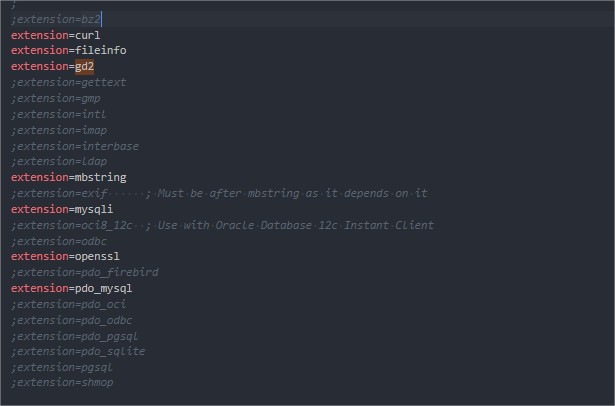 ;
;extension=bz2
extension=curl
extension=fileinfo
extension=gd2
;extension=gettext
;extension=gmp
;extension=intl
;extension=imap
;extension=interbase
;extension=ldap
extension=mbstring
;extension=exif      ; Must be after mbstring as it depends on it
extension=mysqli
;extension=oci8_12c  ; Use with Oracle Database 12c Instant Client
;extension=odbc
extension=openssl
;extension=pdo_firebird
extension=pdo_mysql
;extension=pdo_oci
;extension=pdo_odbc
;extension=pdo_pgsql
;extension=pdo_sqlite
;extension=pgsql
;extension=shmop